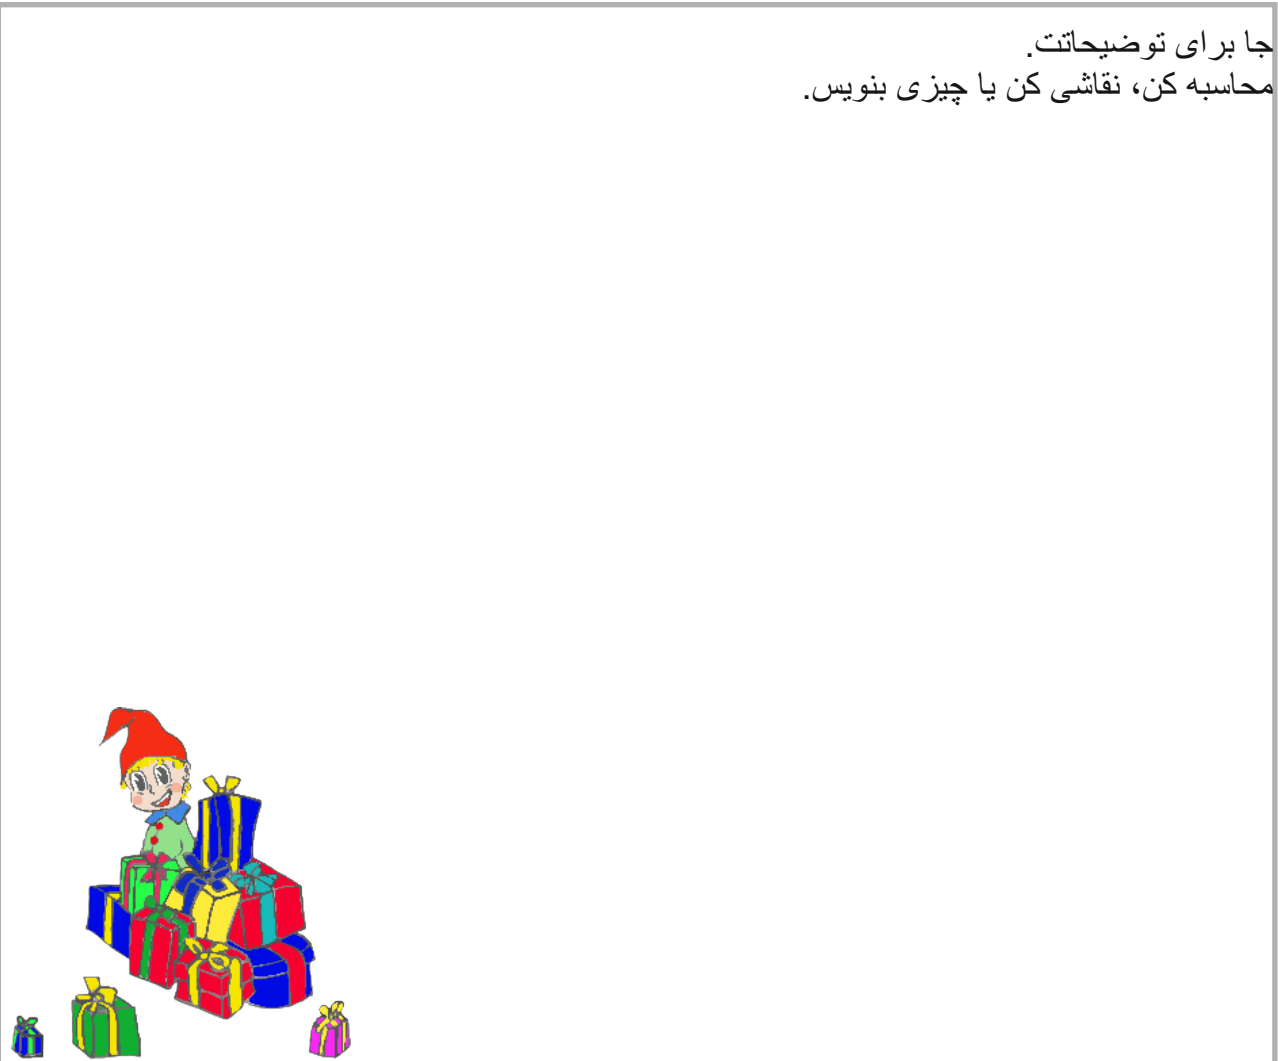 جا برای توضیحاتت.
محاسبه کن، نقاشی کن یا چیزی بنویس.